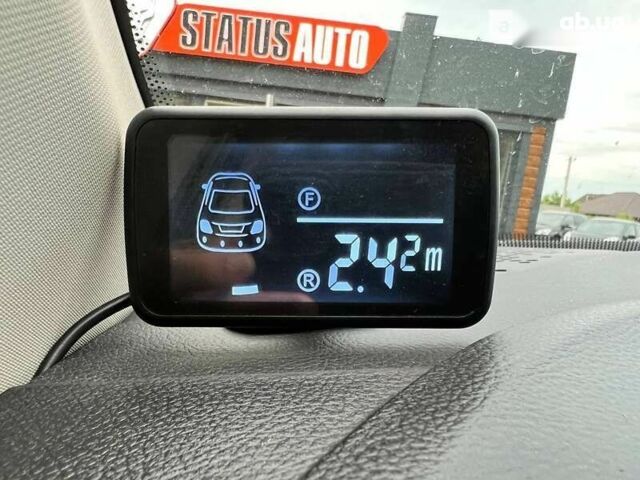 STATUS AUTO
a ab.ua
F
R 2.42m